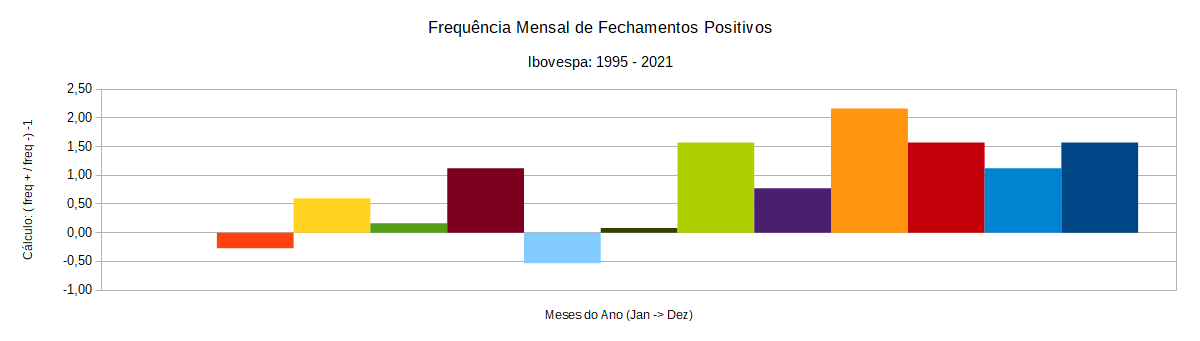 Frequência Mensal de Fechamentos Positivos
Ibovespa: 1995 - 2021
2,50
2,00
1,50
1,00
0,50
0,00
-0,50
-1,00
Cálculo: ( freq + / freq -) -1
Meses do Ano (Jan -> Dez)